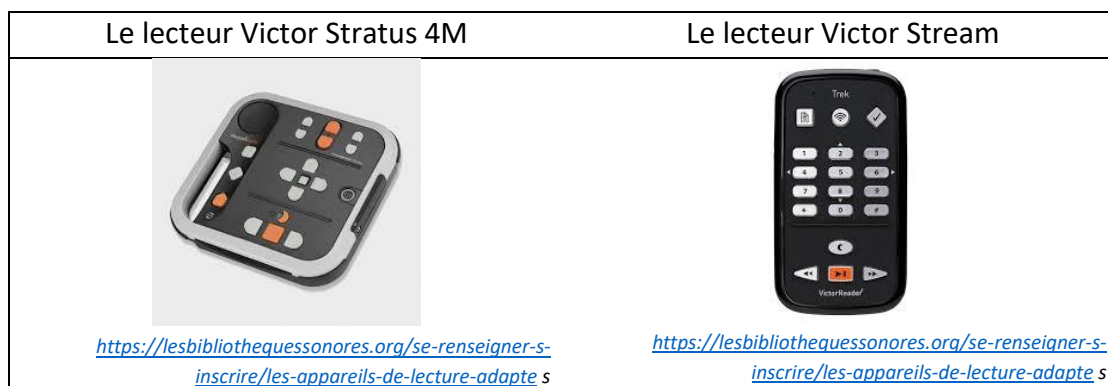 Le lecteur Victor Stratus 4M
Le lecteur Victor Stream
Trek
1 2 3
4 5 6
7 8 9
* 0 #
VictorReader
https://lesbibliothequessonores.org/se-renseigner-s-
inscrire/les-appareils-de-lecture-adapte s
https://lesbibliothequessonores.org/se-renseigner-s-
inscrire/les-appareils-de-lecture-adapte s